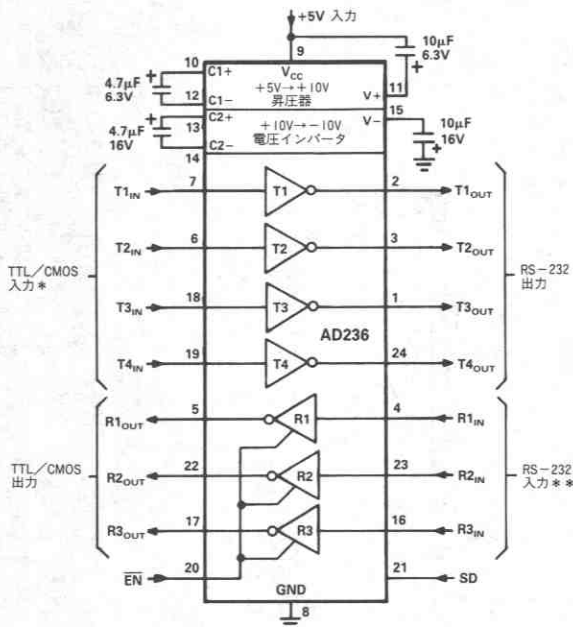 +5V 入力
10µF
6.3V
10
9
VCC
11
4.7µF
6.3V
C1+
+5V→+10V
昇圧器
V+
12
C1−
15
4.7µF
16V
13
C2+
+10V→−10V
電圧インバータ
V−
10µF
16V
C2−
14
T1IN
7
T1
2
T1OUT
T2IN
6
T2
3
T2OUT
TTL/CMOS
入力*
RS−232
出力
T3IN
18
T3
1
T3OUT
AD236
T4IN
19
T4
24
T4OUT
R1OUT
5
R1
4
R1IN
TTL/CMOS
出力
R2OUT
22
R2
23
R2IN
RS−232
入力**
R3OUT
17
R3
16
R3IN
EN
20
21
SD
GND
8